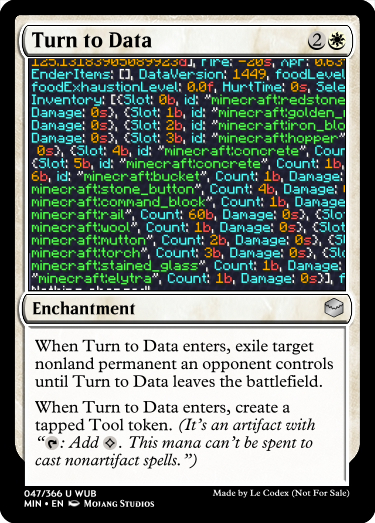 Turn to Data 2
125.13183905089923d], Fire: -20s, Apr: 0.63
EnderItems: [], DataVersion: 1449, foodLevel
foodExhaustionLevel: 0.0f, HurtTime: 0s, Sele
Inventory: [{Slot: 0b, id: "minecraft:redstone
Damage: 0s}, {Slot: 1b, id: "minecraft:golden_
Damage: 0s}, {Slot: 2b, id: "minecraft:iron_blo
Damage: 0s}, {Slot: 3b, id: "minecraft:hopper"
0s}, {Slot: 4b, id: "minecraft:concrete", Coun
{Slot: 5b, id: "minecraft:concrete", Count: 1b,
6b, id: "minecraft:bucket", Count: 1b, Damage:
minecraft:stone_button", Count: 4b, Damage:
minecraft:command_block", Count: 1b, Damage:
minecraft:rail", Count: 60b, Damage: 0s}, {Slot
minecraft:wool", Count: 1b, Damage: 0s}, {Slot:
minecraft:mutton", Count: 2b, Damage: 0s}, {Sl
minecraft:torch", Count: 3b, Damage: 0s}, {Slo
minecraft:stained_glass", Count: 1b, Damage:
"minecraft:elytra", Count: 1b, Damage: 0s}], f
Enchantment
When Turn to Data enters, exile target
nonland permanent an opponent controls
until Turn to Data leaves the battlefield.
When Turn to Data enters, create a
tapped Tool token. (It's an artifact with
": Add . This mana can't be spent to
cast nonartifact spells.")
047/366 U WUB
MIN • EN Mojang Studios
Made by Le Codex (Not For Sale)